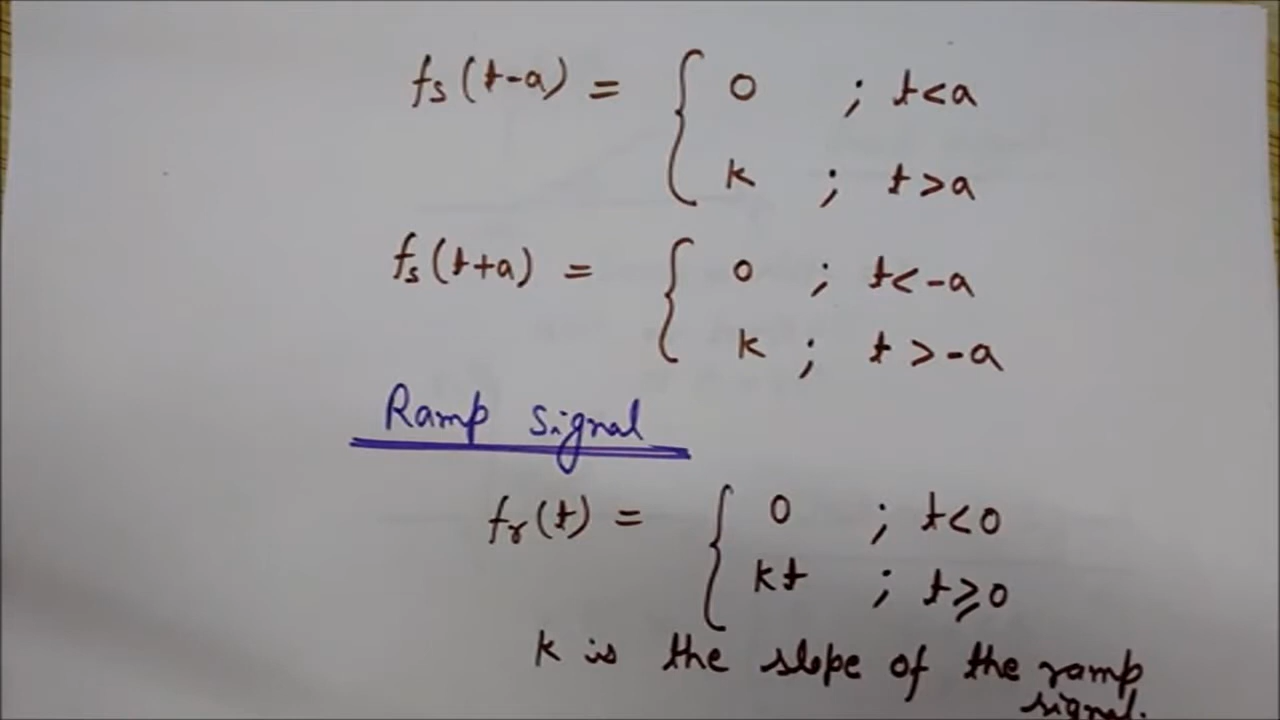 fs(t-a) = { 0 ; t<a
k ; t>a
fs(t+a) = { 0 ; t<-a
k ; t>-a
Ramp signal
fr(t) = { 0 ; t<0
kt ; t⩾0
k is the slope of the ramp
signal.